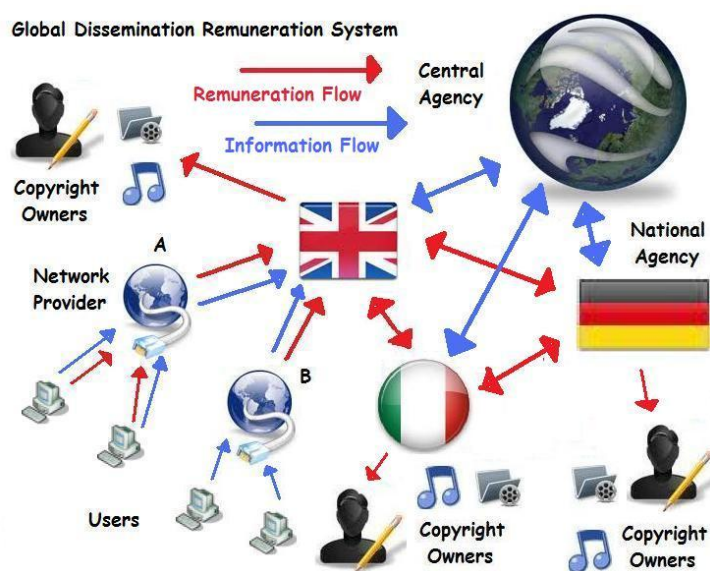 Global Dissemination Remuneration System
Central
Agency
Remuneration Flow
Information Flow
Copyright
Owners
A
National
Agency
Network
Provider
B
Users
Copyright
Owners
Copyright
Owners